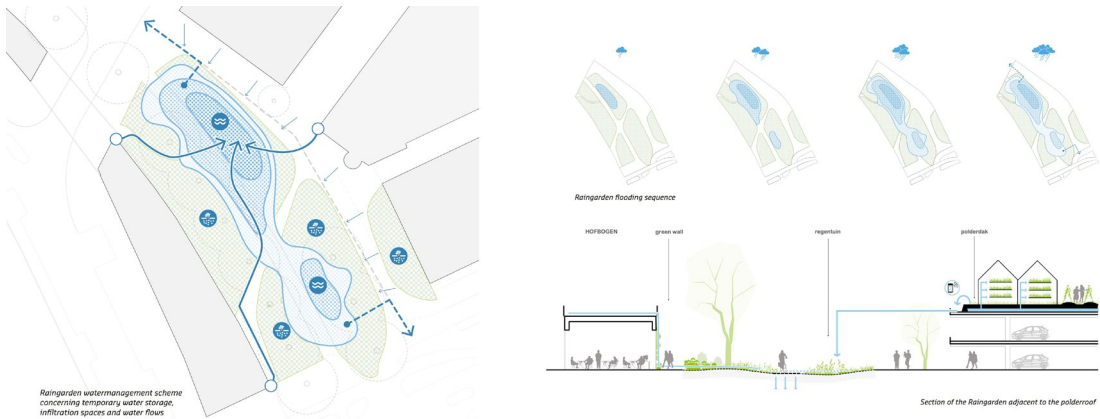 Raingarden watermanagement scheme
concerning temporary water storage,
infiltration spaces and water flows
Raingarden flooding sequence
HOFBOGEN
green wall
regentuin
polderdak
Section of the Raingarden adjacent to the polderroof